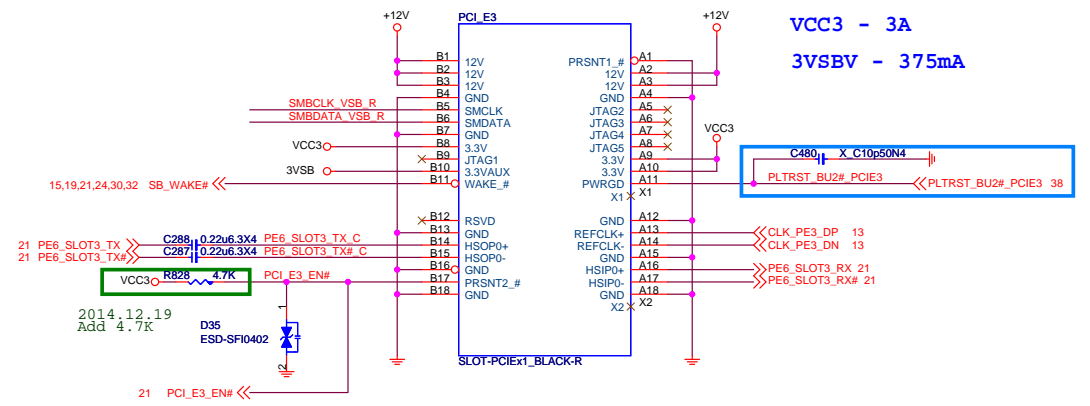 +12V
PCI_E3
+12V
VCC3 - 3A
3VSBV - 375mA
B1 12V
B2 12V
B3 12V
B4 GND
SMBCLK_VSB_R B5 SMCLK
SMBDATA_VSB_R B6 SMDATA
B7 GND
VCC3 B8 3.3V
B9 JTAG1
3VSB B10 3.3VAUX
15,19,21,24,30,32 SB_WAKE# B11 WAKE_#
B12 RSVD
B13 GND
21 PE6_SLOT3_TX C288 0.22u6.3X4 PE6_SLOT3_TX_C B14 HSOP0+
21 PE6_SLOT3_TX# C287 0.22u6.3X4 PE6_SLOT3_TX#_C B15 HSOP0-
B16 GND
VCC3 R828 4.7K PCI_E3_EN# B17 PRSNT2_#
B18 GND
PRSNT1_# A1
12V A2
12V A3
GND A4
JTAG2 A5
JTAG3 A6
JTAG4 A7
JTAG5 A8
VCC3
3.3V A9
3.3V A10
PWRGD A11
X1 X1
C480 X_C10p50N4
PLTRST_BU2#_PCIE3 PLTRST_BU2#_PCIE3 38
GND A12
REFCLK+ A13 CLK_PE3_DP 13
REFCLK- A14 CLK_PE3_DN 13
GND A15
HSIP0+ A16 PE6_SLOT3_RX 21
HSIP0- A17 PE6_SLOT3_RX# 21
GND A18
X2 X2
2014.12.19
Add 4.7K
1
D35
ESD-SFI0402
2
SLOT-PCIEx1_BLACK-R
21 PCI_E3_EN#